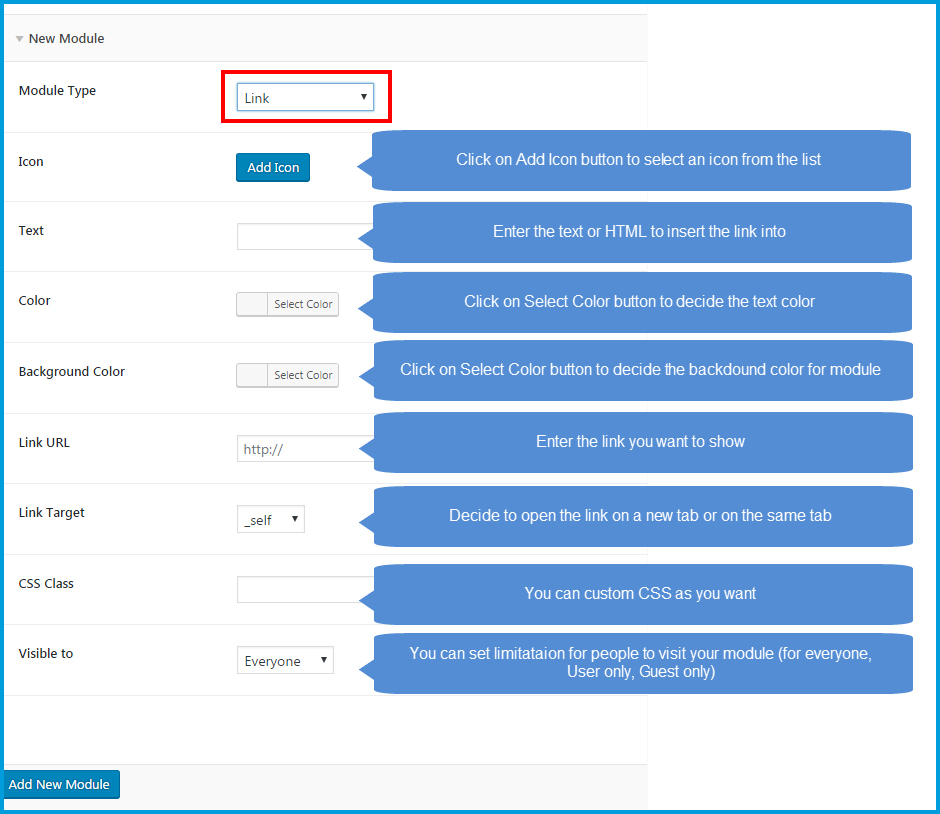 New Module
Module Type
Link
Icon
Add Icon
Click on Add Icon button to select an icon from the list
Text
Enter the text or HTML to insert the link into
Color
Select Color
Click on Select Color button to decide the text color
Background Color
Select Color
Click on Select Color button to decide the backdound color for module
Link URL
http://
Enter the link you want to show
Link Target
_self
Decide to open the link on a new tab or on the same tab
CSS Class
You can custom CSS as you want
Visible to
Everyone
You can set limitataion for people to visit your module (for everyone,
User only, Guest only)
Add New Module